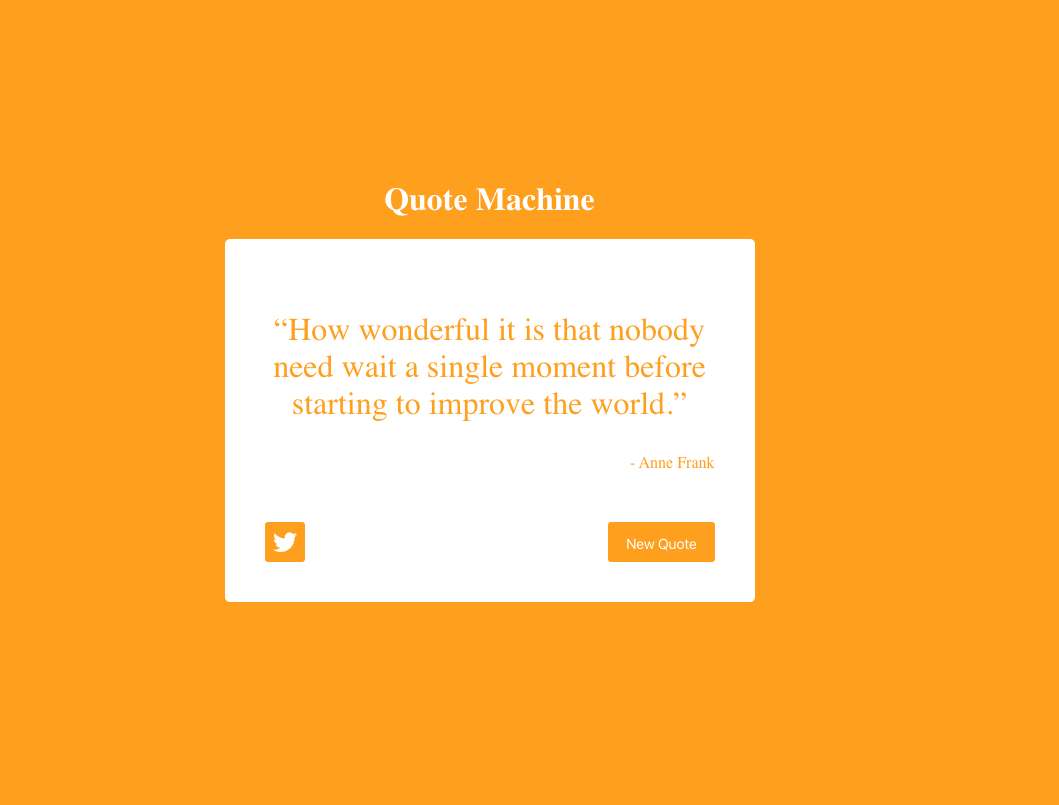 Quote Machine
“How wonderful it is that nobody
need wait a single moment before
starting to improve the world.”
- Anne Frank
New Quote